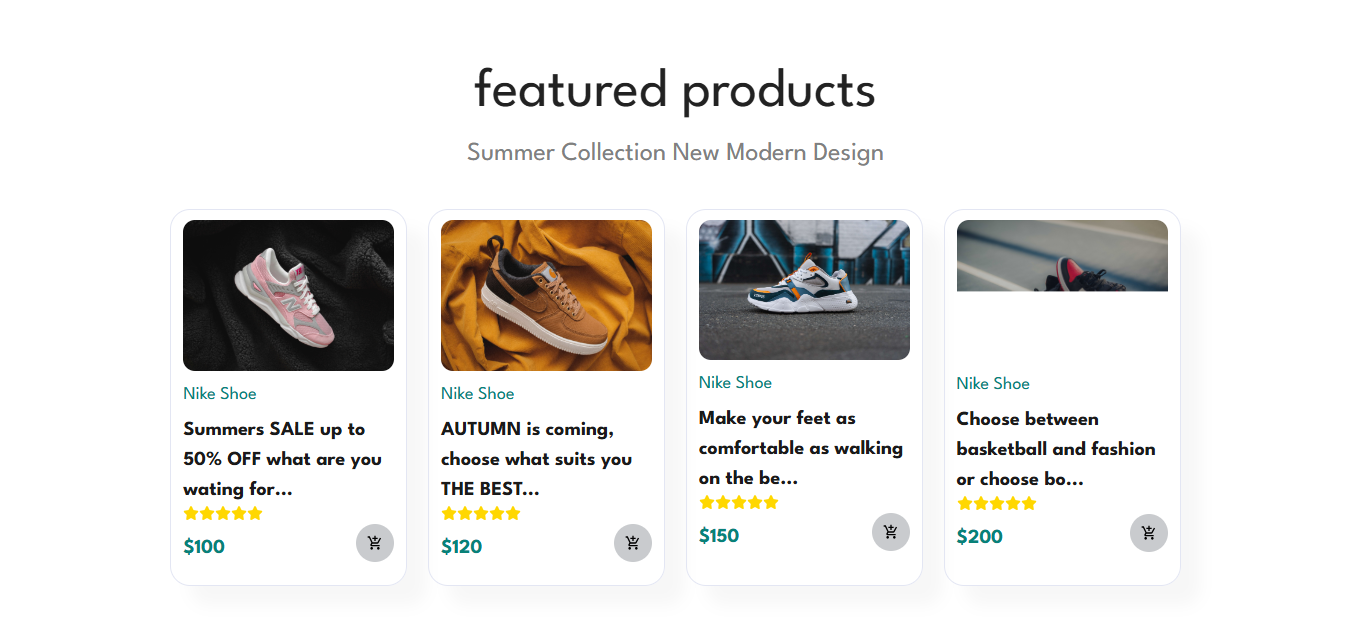 featured products
Summer Collection New Modern Design
Nike Shoe
Summers SALE up to
50% OFF what are you
wating for...
$100
Nike Shoe
AUTUMN is coming,
choose what suits you
THE BEST...
$120
Nike Shoe
Make your feet as
comfortable as walking
on the be...
$150
Nike Shoe
Choose between
basketball and fashion
or choose bo...
$200